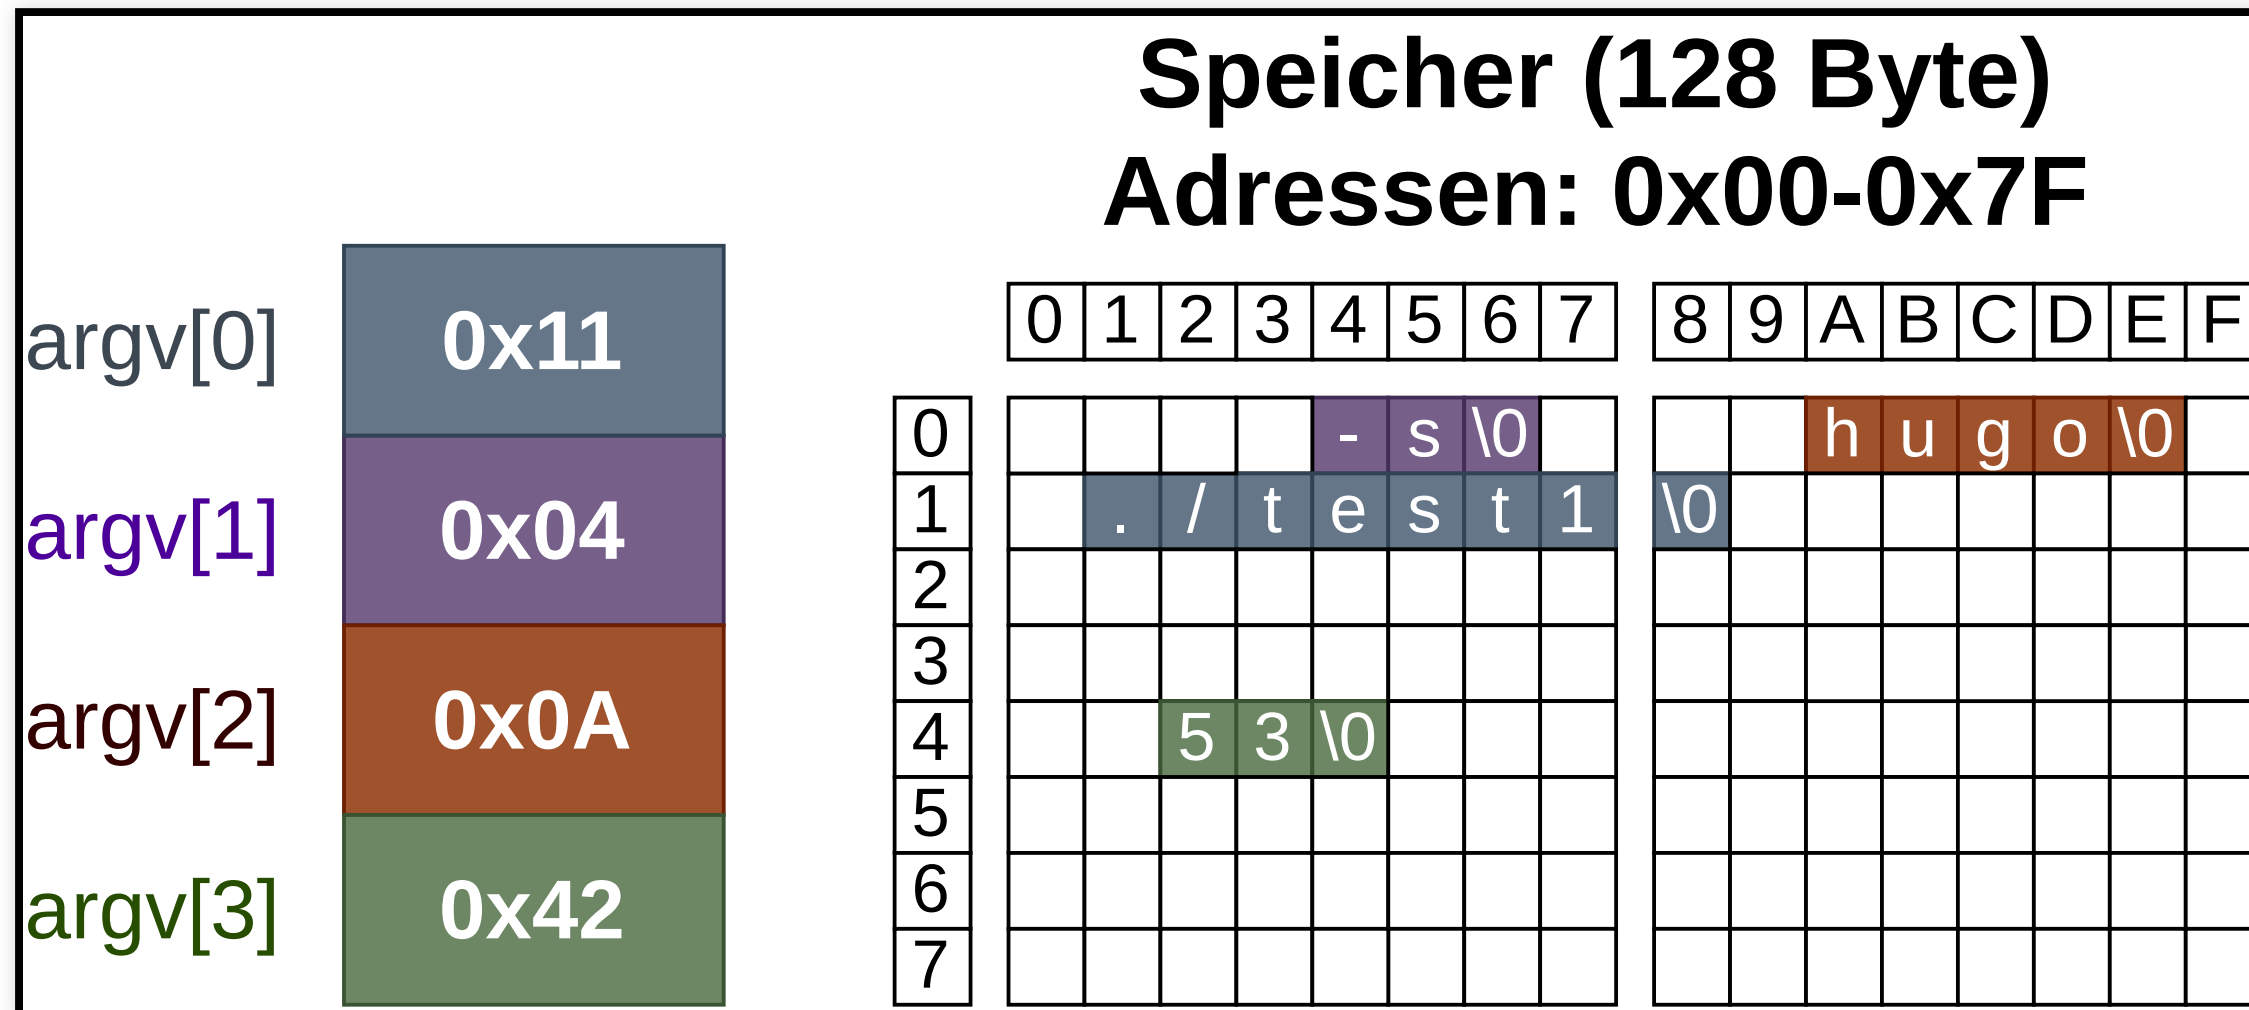 Speicher (128 Byte)
Adressen: 0x00-0x7F
0 1 2 3 4 5 6 7 8 9 A B C D E F
argv[0] 0x11
argv[1] 0x04
argv[2] 0x0A
argv[3] 0x42
0 - s \0 h u g o \0
1 . / t e s t 1 \0
2
3
4 5 3 \0
5
6
7